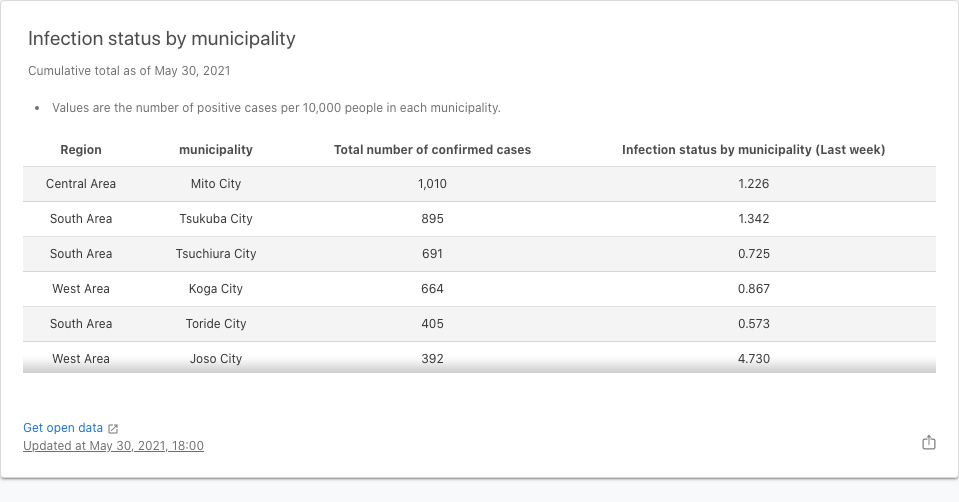 Infection status by municipality
Cumulative total as of May 30, 2021
• Values are the number of positive cases per 10,000 people in each municipality.
Region municipality Total number of confirmed cases Infection status by municipality (Last week)
Central Area Mito City 1,010 1.226
South Area Tsukuba City 895 1.342
South Area Tsuchiura City 691 0.725
West Area Koga City 664 0.867
South Area Toride City 405 0.573
West Area Joso City 392 4.730
Get open data
Updated at May 30, 2021, 18:00